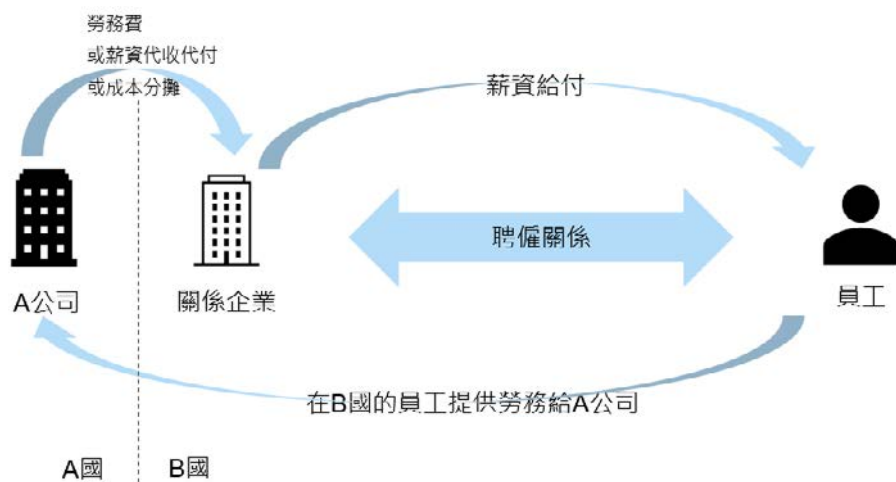 勞務費
或薪資代收代付
或成本分攤
薪資給付
聘僱關係
A公司
關係企業
員工
在B國的員工提供勞務給A公司
A國
B國